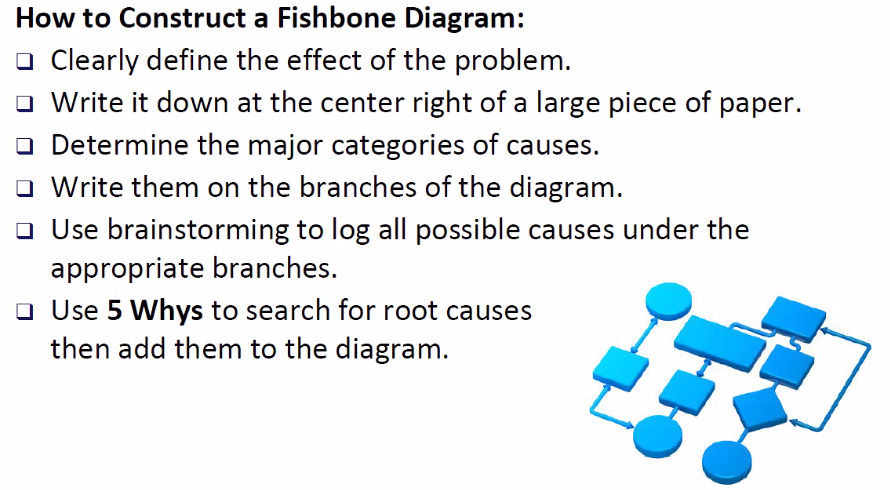 How to Construct a Fishbone Diagram:
❑ Clearly define the effect of the problem.
❑ Write it down at the center right of a large piece of paper.
❑ Determine the major categories of causes.
❑ Write them on the branches of the diagram.
❑ Use brainstorming to log all possible causes under the
appropriate branches.
❑ Use 5 Whys to search for root causes
then add them to the diagram.